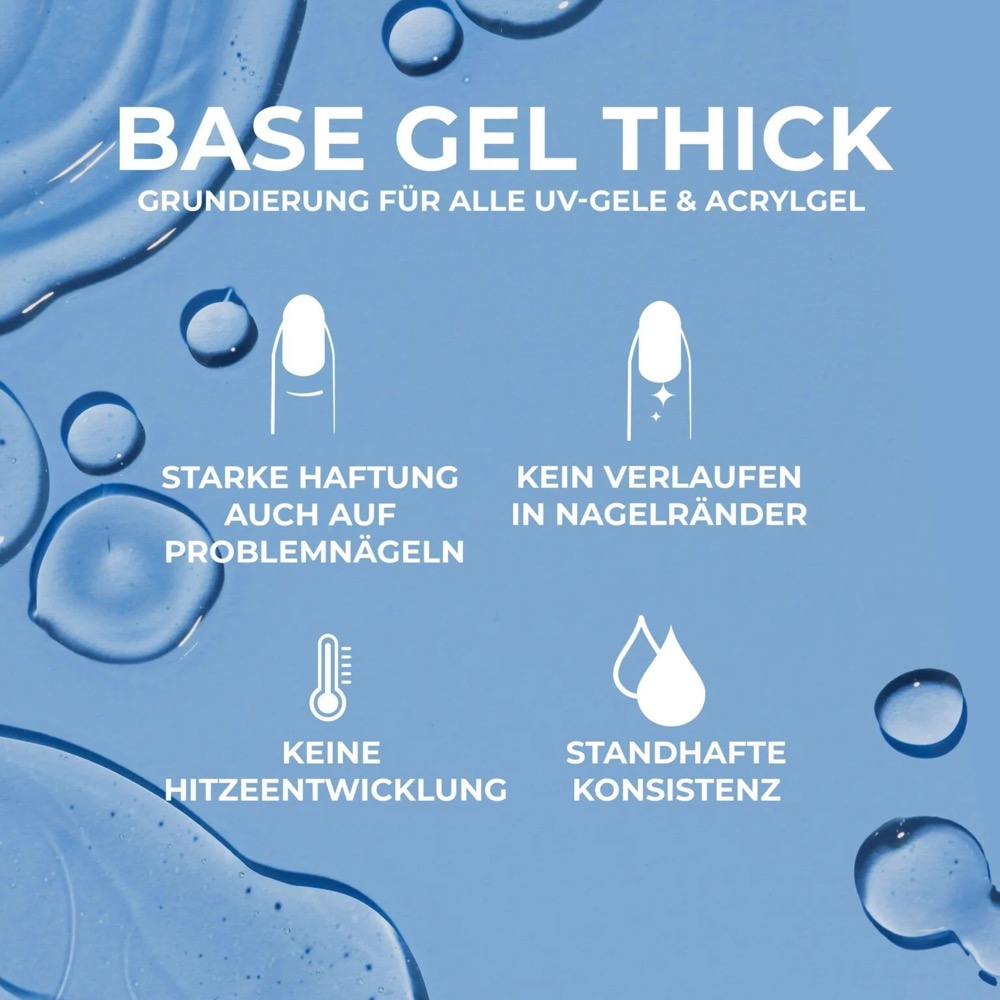 BASE GEL THICK
GRUNDIERUNG FÜR ALLE UV-GELE & ACRYLGEL
STARKE HAFTUNG
AUCH AUF
PROBLEMNÄGELN
KEIN VERLAUFEN
IN NAGELRÄNDER
KEINE
HITZEENTWICKLUNG
STANDHAFTE
KONSISTENZ